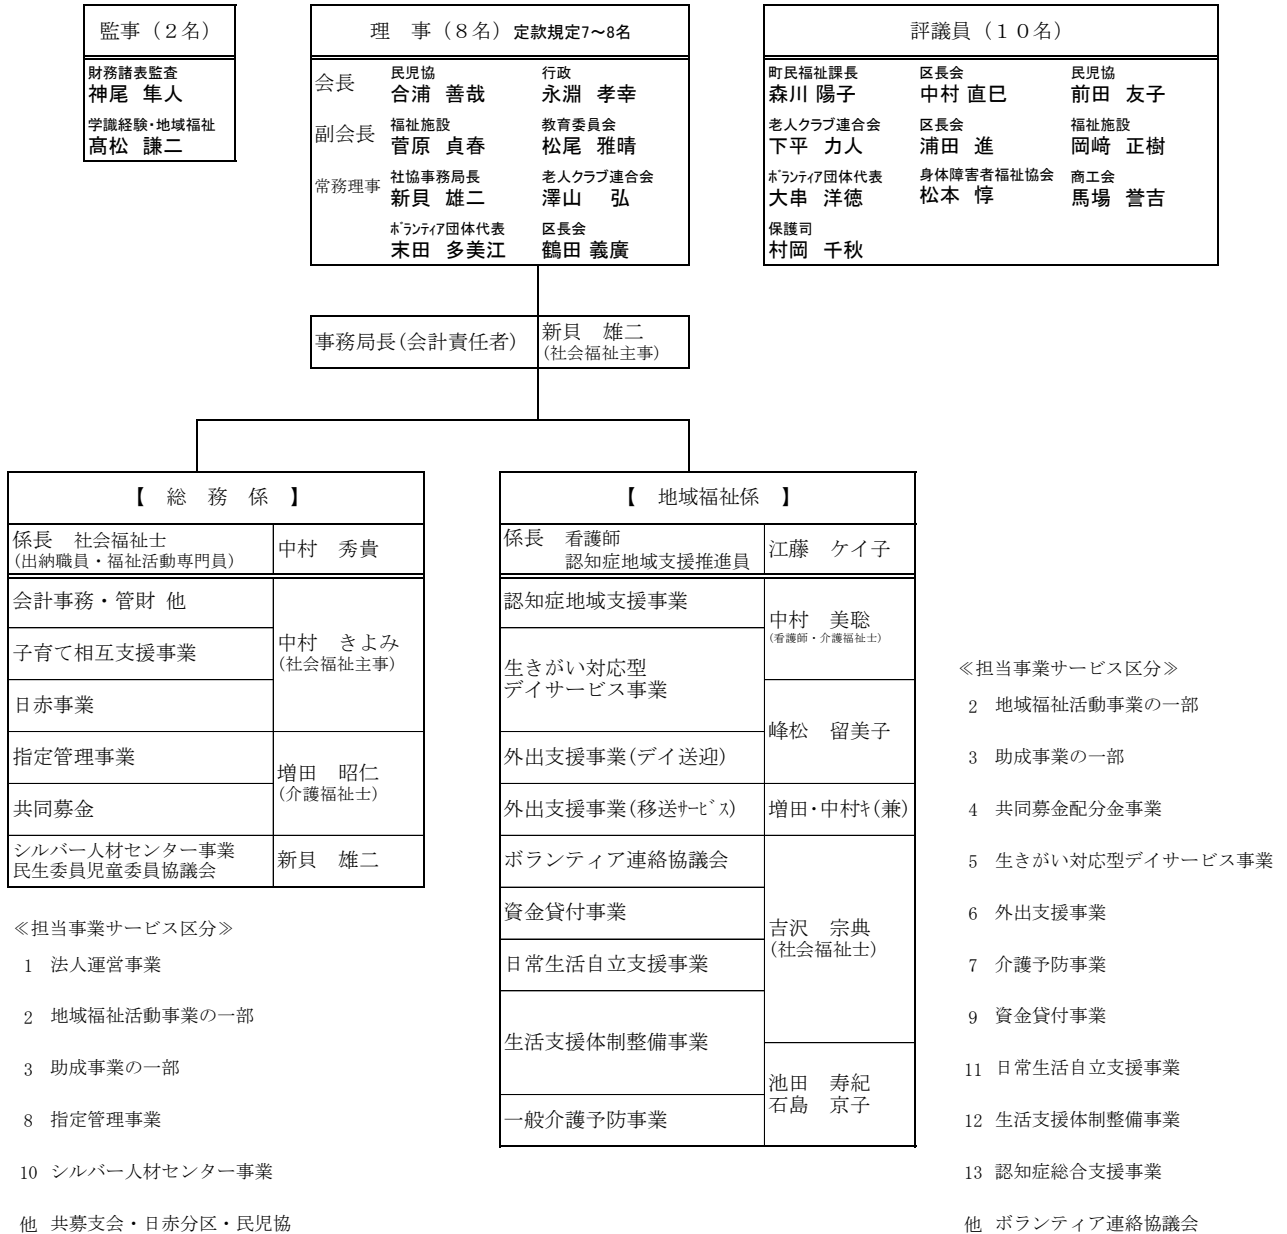 監事（２名）
財務諸表監査
神尾 隼人
学識経験・地域福祉
髙松 謙二
理　事（８名）定款規定7～8名
会長 民児協 行政
合浦 善哉 永淵 孝幸
副会長 福祉施設 教育委員会
菅原 貞春 松尾 雅晴
常務理事 社協事務局長 老人クラブ連合会
新貝 雄二 澤山 弘
ﾎﾞﾗﾝﾃｨｱ団体代表 区長会
末田 多美江 鶴田 義廣
評議員（１０名）
町民福祉課長 区長会 民児協
森川 陽子 中村 直巳 前田 友子
老人クラブ連合会 区長会 福祉施設
下平 力人 浦田 進 岡﨑 正樹
ﾎﾞﾗﾝﾃｨｱ団体代表 身体障害者福祉協会 商工会
大串 洋徳 松本 惇 馬場 誉吉
保護司
村岡 千秋
事務局長(会計責任者) 新貝 雄二
(社会福祉主事)
【　総　務　係　】
係長　社会福祉士
(出納職員・福祉活動専門員)
中村　秀貴
会計事務・管財 他
子育て相互支援事業
日赤事業
中村　きよみ
(社会福祉主事)
指定管理事業
共同募金
増田　昭仁
(介護福祉士)
シルバー人材センター事業
民生委員児童委員協議会
新貝　雄二
≪担当事業サービス区分≫
1 法人運営事業
2 地域福祉活動事業の一部
3 助成事業の一部
8 指定管理事業
10 シルバー人材センター事業
他 共募支会・日赤分区・民児協
【　地域福祉係　】
係長　看護師
認知症地域支援推進員
江藤　ケイ子
認知症地域支援事業
生きがい対応型
デイサービス事業
中村　美聡
(看護師・介護福祉士)
外出支援事業(デイ送迎)
峰松　留美子
外出支援事業(移送ｻｰﾋﾞｽ)
増田・中村ｷ(兼)
ボランティア連絡協議会
資金貸付事業
日常生活自立支援事業
生活支援体制整備事業
吉沢　宗典
(社会福祉士)
一般介護予防事業
池田　寿紀
石島　京子
≪担当事業サービス区分≫
2 地域福祉活動事業の一部
3 助成事業の一部
4 共同募金配分金事業
5 生きがい対応型デイサービス事業
6 外出支援事業
7 介護予防事業
9 資金貸付事業
11 日常生活自立支援事業
12 生活支援体制整備事業
13 認知症総合支援事業
他 ボランティア連絡協議会